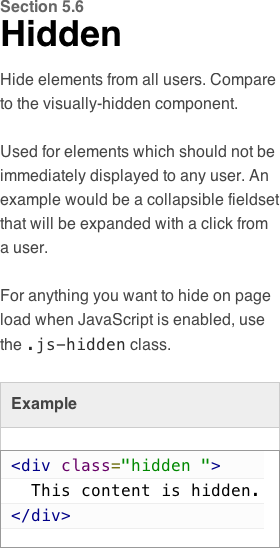 Section 5.6
Hidden
Hide elements from all users. Compare
to the visually-hidden component.
Used for elements which should not be
immediately displayed to any user. An
example would be a collapsible fieldset
that will be expanded with a click from
a user.
For anything you want to hide on page
load when JavaScript is enabled, use
the .js-hidden class.
Example
<div class="hidden ">
  This content is hidden.
</div>